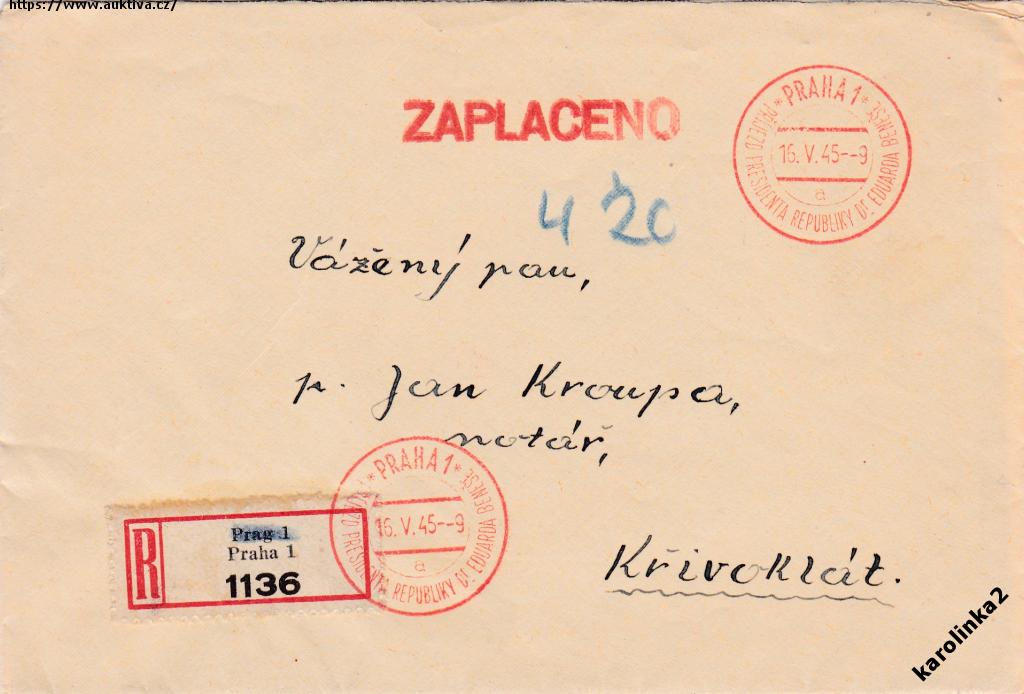 https://www.auktiva.cz/
ZAPLACENO
* PRAHA 1 *
16. V. 45--9
a
PŘÍJEZD PRESIDENTA REPUBLIKY Dr EDUARDA BENEŠE
4 20
Vážený pan,
p. Jan Kroupa,
notář,
* PRAHA 1 *
16. V. 45--9
a
PŘÍJEZD PRESIDENTA REPUBLIKY Dr EDUARDA BENEŠE
R
Prag 1
Praha 1
1136
Křivoklát.
karolinka2